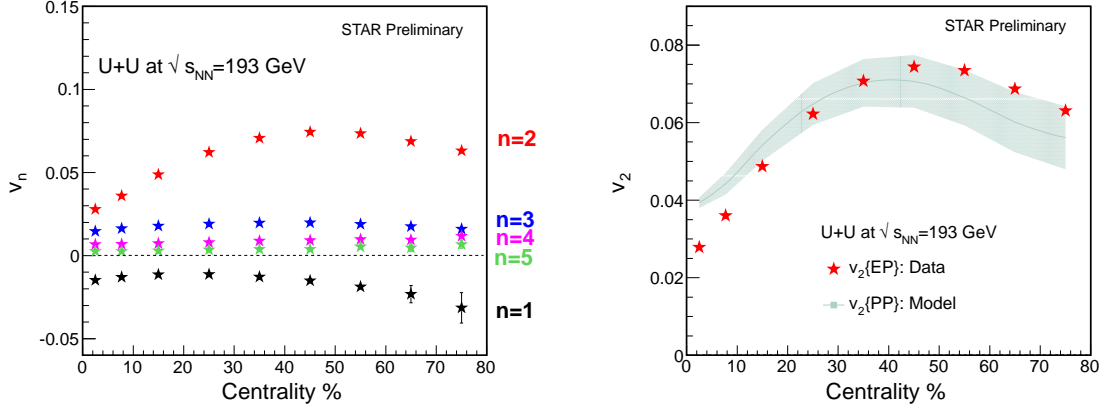 STAR Preliminary
U+U at √ s_NN=193 GeV
v_n
0.15
0.1
0.05
0
-0.05
n=2
n=3
n=4
n=5
n=1
0 10 20 30 40 50 60 70 80
Centrality %
STAR Preliminary
v_2
0.08
0.06
0.04
0.02
0
U+U at √ s_NN=193 GeV
v_2{EP}: Data
v_2{PP}: Model
0 10 20 30 40 50 60 70 80
Centrality %